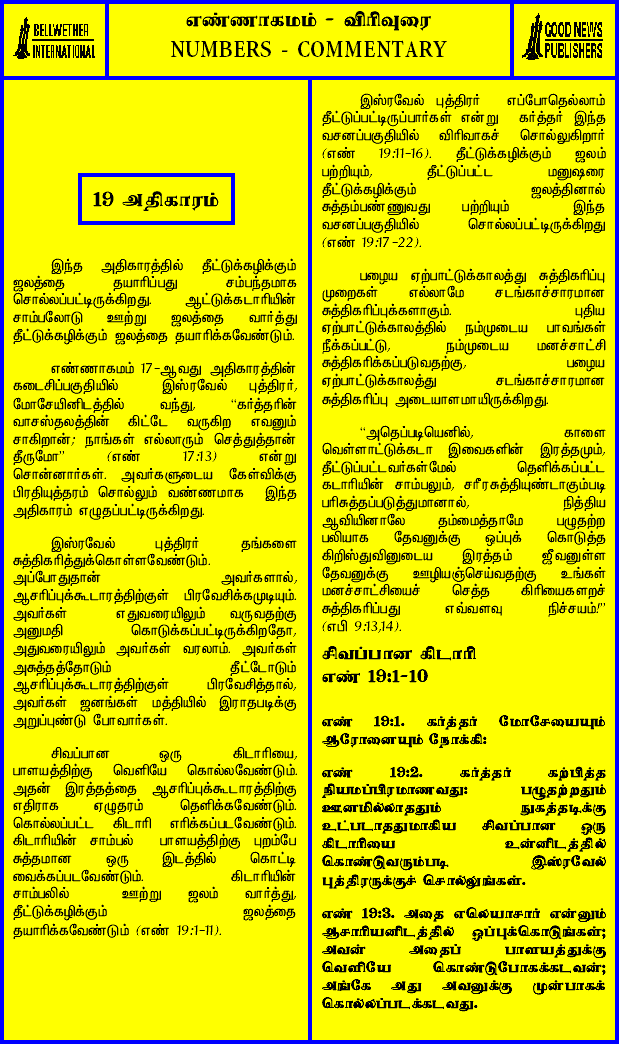 BELLWETHER
INTERNATIONAL
எண்ணாகமம் - விரிவுரை
NUMBERS - COMMENTARY
GOOD NEWS
PUBLISHERS
19 அதிகாரம்
இந்த அதிகாரத்தில் தீட்டுக்கழிக்கும்
ஜலத்தை தயாரிப்பது சம்பந்தமாக
சொல்லப்பட்டிருக்கிறது. ஆட்டுக்கடாரியின்
சாம்பலோடு ஊற்று ஜலத்தை வார்த்து
தீட்டுக்கழிக்கும் ஜலத்தை தயாரிக்கவேண்டும்.
எண்ணாகமம் 17-ஆவது அதிகாரத்தின்
கடைசிப்பகுதியில் இஸ்ரவேல் புத்திரர்,
மோசேயினிடத்தில் வந்து, “கர்த்தரின்
வாசஸ்தலத்தின் கிட்டே வருகிற எவனும்
சாகிறான்; நாங்கள் எல்லாரும் செத்துத்தான்
தீருமோ” (எண் 17:13) என்று
சொன்னார்கள். அவர்களுடைய கேள்விக்கு
பிரதியுத்தரம் சொல்லும் வண்ணமாக இந்த
அதிகாரம் எழுதப்பட்டிருக்கிறது.
இஸ்ரவேல் புத்திரர் தங்களை
சுத்திகரித்துக்கொள்ளவேண்டும்.
அப்போதுதான் அவர்களால்,
ஆசரிப்புக்கூடாரத்திற்குள் பிரவேசிக்கமுடியும்.
அவர்கள் எதுவரையிலும் வருவதற்கு
அனுமதி கொடுக்கப்பட்டிருக்கிறதோ,
அதுவரையிலும் அவர்கள் வரலாம். அவர்கள்
அசுத்தத்தோடும் தீட்டோடும்
ஆசரிப்புக்கூடாரத்திற்குள் பிரவேசித்தால்,
அவர்கள் ஜனங்கள் மத்தியில் இராதபடிக்கு
அறுப்புண்டு போவார்கள்.
சிவப்பான ஒரு கிடாரியை,
பாளயத்திற்கு வெளியே கொல்லவேண்டும்.
அதன் இரத்தத்தை ஆசரிப்புக்கூடாரத்திற்கு
எதிராக ஏழுதரம் தெளிக்கவேண்டும்.
கொல்லப்பட்ட கிடாரி எரிக்கப்படவேண்டும்.
கிடாரியின் சாம்பல் பாளயத்திற்கு புறம்பே
சுத்தமான ஒரு இடத்தில் கொட்டி
வைக்கப்படவேண்டும். கிடாரியின்
சாம்பலில் ஊற்று ஜலம் வார்த்து,
தீட்டுக்கழிக்கும் ஜலத்தை
தயாரிக்கவேண்டும் (எண் 19:1-11).
இஸ்ரவேல் புத்திரர் எப்போதெல்லாம்
தீட்டுப்பட்டிருப்பார்கள் என்று கர்த்தர் இந்த
வசனப்பகுதியில் விரிவாகச் சொல்லுகிறார்
(எண் 19:11-16). தீட்டுக்கழிக்கும் ஜலம்
பற்றியும், தீட்டுப்பட்ட மனுஷரை
தீட்டுக்கழிக்கும் ஜலத்தினால்
சுத்தம்பண்ணுவது பற்றியும் இந்த
வசனப்பகுதியில் சொல்லப்பட்டிருக்கிறது
(எண் 19:17-22).
பழைய ஏற்பாட்டுக்காலத்து சுத்திகரிப்பு
முறைகள் எல்லாமே சடங்காச்சாரமான
சுத்திகரிப்புக்களாகும். புதிய
ஏற்பாட்டுக்காலத்தில் நம்முடைய பாவங்கள்
நீக்கப்பட்டு, நம்முடைய மனச்சாட்சி
சுத்திகரிக்கப்படுவதற்கு, பழைய
ஏற்பாட்டுக்காலத்து சடங்காச்சாரமான
சுத்திகரிப்பு அடையாளமாயிருக்கிறது.
“அதெப்படியெனில், காளை
வெள்ளாட்டுக்கடா இவைகளின் இரத்தமும்,
தீட்டுப்பட்டவர்கள்மேல் தெளிக்கப்பட்ட
கடாரியின் சாம்பலும், சரீரசுத்தியுண்டாகும்படி
பரிசுத்தப்படுத்துமானால், நித்திய
ஆவியினாலே தம்மைத்தாமே பழுதற்ற
பலியாக தேவனுக்கு ஒப்புக் கொடுத்த
கிறிஸ்துவினுடைய இரத்தம் ஜீவனுள்ள
தேவனுக்கு ஊழியஞ்செய்வதற்கு உங்கள்
மனச்சாட்சியைச் செத்த கிரியைகளறச்
சுத்திகரிப்பது எவ்வளவு நிச்சயம்!”
(எபி 9:13,14).
சிவப்பான கிடாரி
எண் 19:1-10
எண் 19:1. கர்த்தர் மோசேயையும்
ஆரோனையும் நோக்கி:
எண் 19:2. கர்த்தர் கற்பித்த
நியமப்பிரமாணவது: பழுதற்றதும்
ஊனமில்லாததும் நுகத்தடிக்கு
உட்படாததுமாகிய சிவப்பான ஒரு
கிடாரியை உன்னிடத்தில்
கொண்டுவரும்படி இஸ்ரவேல்
புத்திரருக்குச் சொல்லுங்கள்.
எண் 19:3. அதை எலெயாசார் என்னும்
ஆசாரியனிடத்தில் ஒப்புக்கொடுங்கள்;
அவன் அதைப் பாளயத்துக்கு
வெளியே கொண்டுபோகக்கடவன்;
அங்கே அது அவனுக்கு முன்பாகக்
கொல்லப்படக்கடவது.